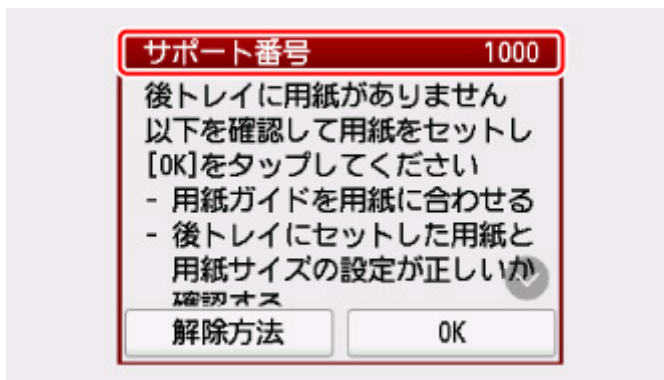 サポート番号 1000
後トレイに用紙がありません
以下を確認して用紙をセットし
[OK]をタップしてください
- 用紙ガイドを用紙に合わせる
- 後トレイにセットした用紙と
用紙サイズの設定が正しいか
確認する
解除方法 OK